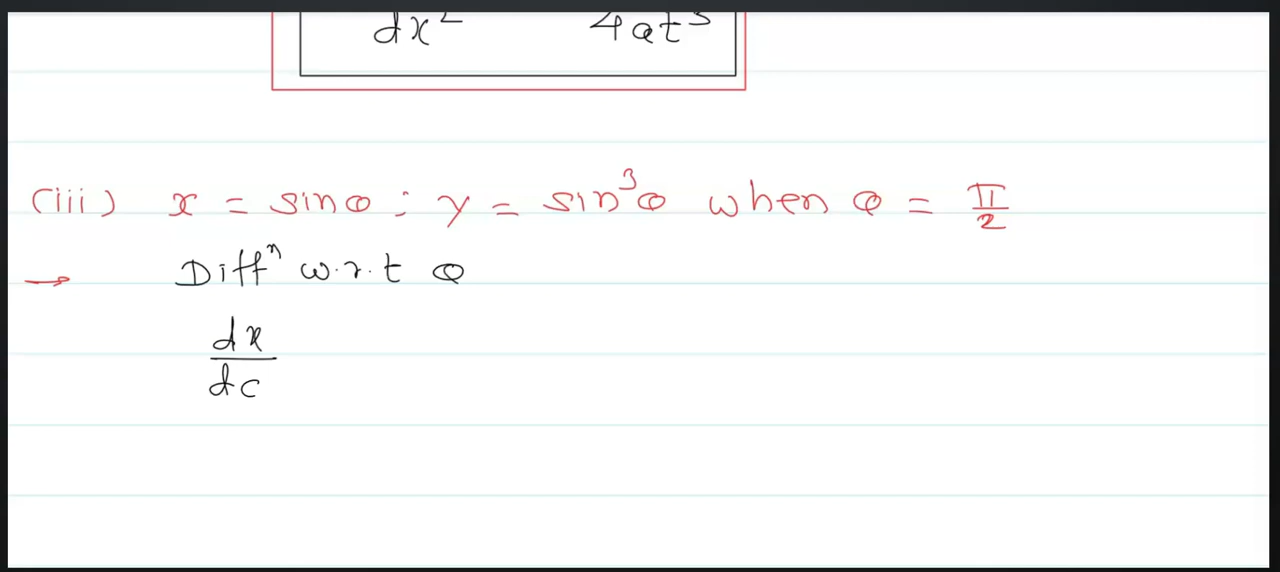 dx² 4at³
(iii) x = sinθ : y = sin³θ when θ = π/2
→ Diffⁿ w.r.t θ
dx
dc